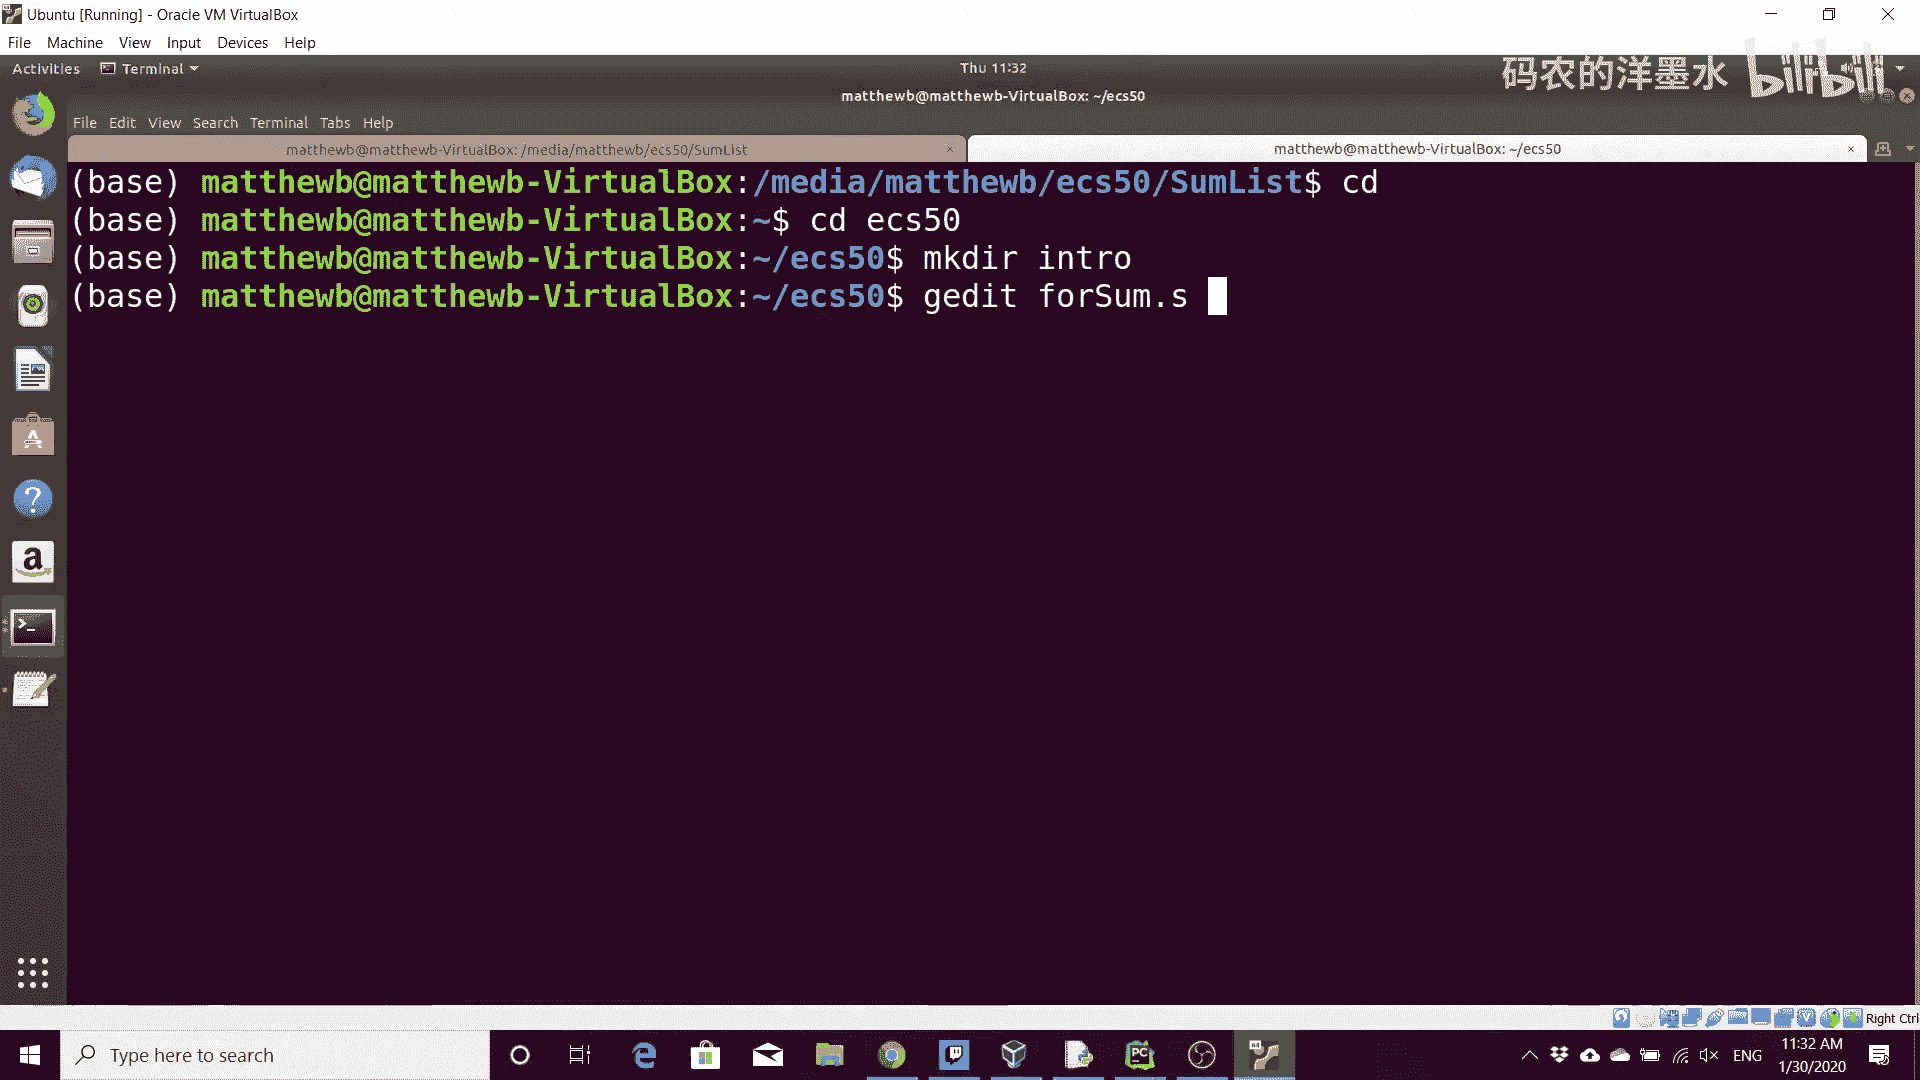 Ubuntu [Running] - Oracle VM VirtualBox
File Machine View Input Devices Help
Activities Terminal Thu 11:32
码农的洋墨水 bilibili
matthewb@matthewb-VirtualBox: ~/ecs50
File Edit View Search Terminal Tabs Help
matthewb@matthewb-VirtualBox: /media/matthewb/ecs50/SumList × matthewb@matthewb-VirtualBox: ~/ecs50 ×
(base) matthewb@matthewb-VirtualBox:/media/matthewb/ecs50/SumList$ cd
(base) matthewb@matthewb-VirtualBox:~$ cd ecs50
(base) matthewb@matthewb-VirtualBox:~/ecs50$ mkdir intro
(base) matthewb@matthewb-VirtualBox:~/ecs50$ gedit forSum.s
Right Ctrl
Type here to search
ENG
11:32 AM
1/30/2020